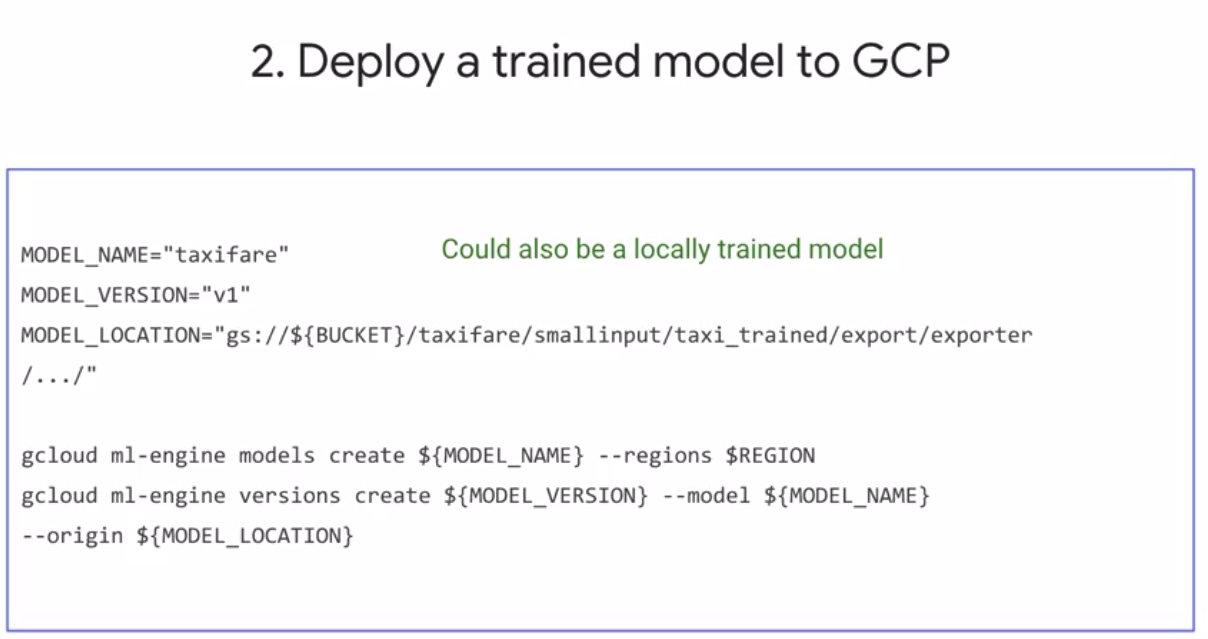 2. Deploy a trained model to GCP
MODEL_NAME="taxifare"
Could also be a locally trained model
MODEL_VERSION="v1"
MODEL_LOCATION="gs://${BUCKET}/taxifare/smallinput/taxi_trained/export/exporter
/.../"
gcloud ml-engine models create ${MODEL_NAME} --regions $REGION
gcloud ml-engine versions create ${MODEL_VERSION} --model ${MODEL_NAME}
--origin ${MODEL_LOCATION}